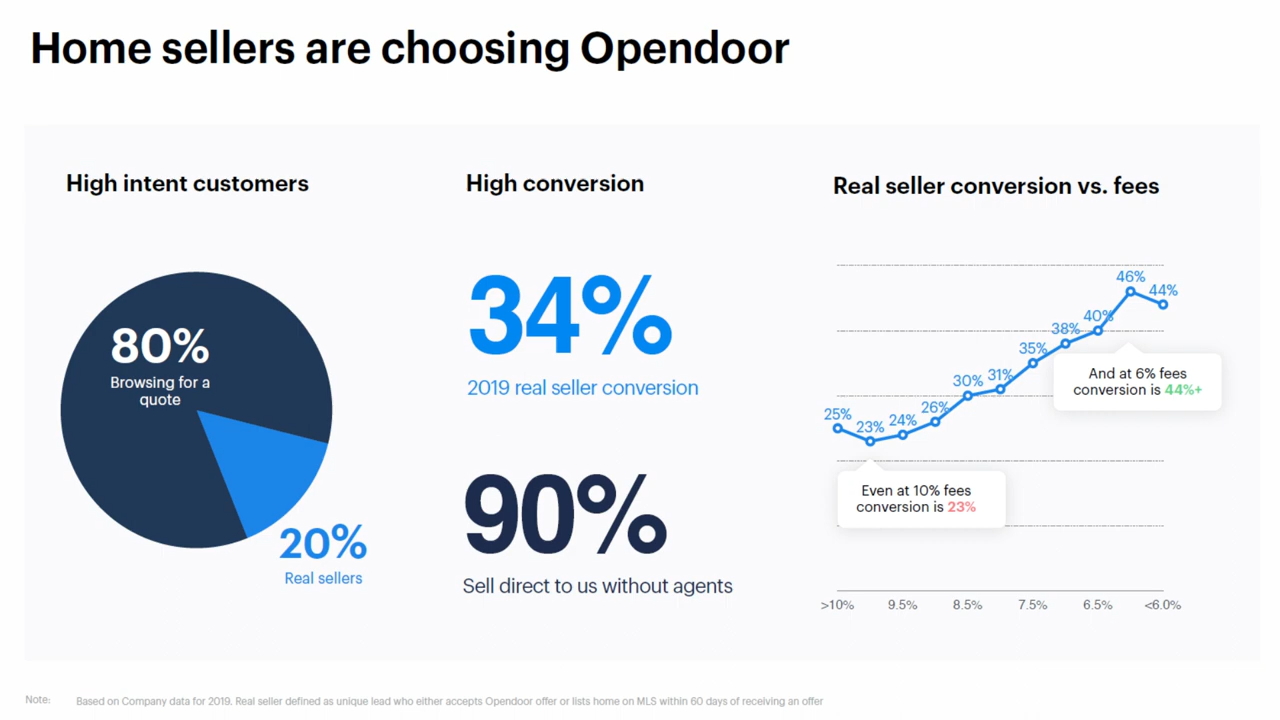 Home sellers are choosing Opendoor
High intent customers
80%
Browsing for a
quote
20%
Real sellers
High conversion
34%
2019 real seller conversion
90%
Sell direct to us without agents
Real seller conversion vs. fees
25%
23%
24%
26%
30%
31%
35%
38%
40%
46%
44%
And at 6% fees
conversion is 44%+
Even at 10% fees
conversion is 23%
>10% 9.5% 8.5% 7.5% 6.5% <6.0%
Note: Based on Company data for 2019. Real seller defined as unique lead who either accepts Opendoor offer or lists home on MLS within 60 days of receiving an offer